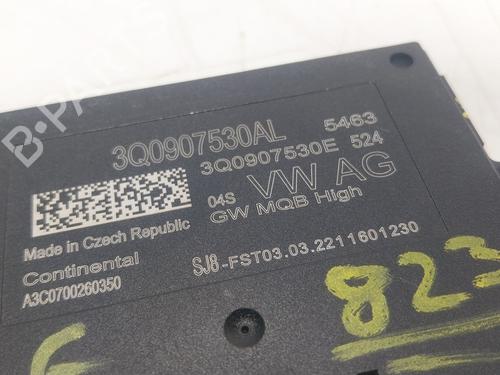 B-PARTS
3Q0907530AL 5463
3Q0907530E 524
04S VW AG
GW MQB High
Made in Czech Republic
Continental
A3C0700260350
SJ8-FST03.03.2211601230
823